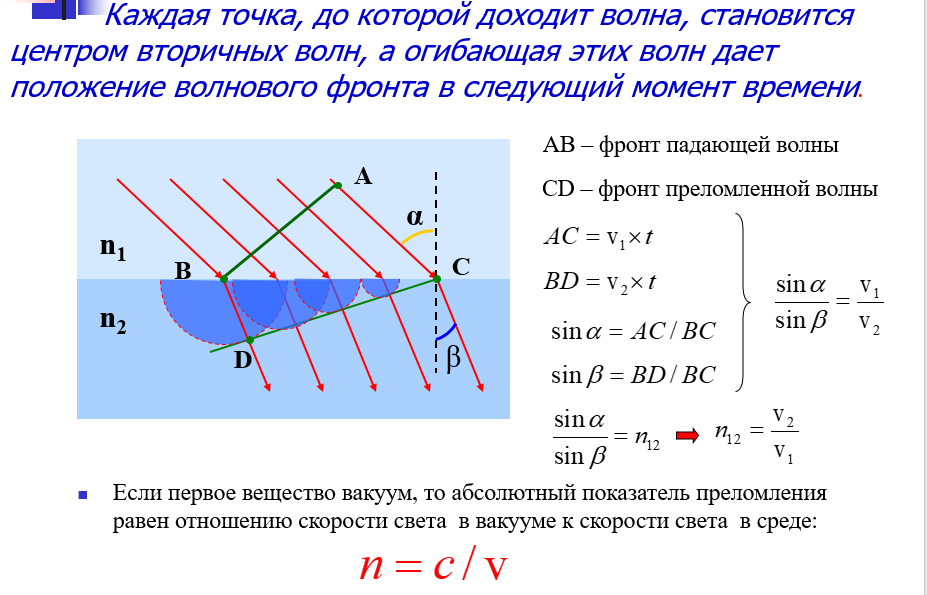 Каждая точка, до которой доходит волна, становится
центром вторичных волн, а огибающая этих волн дает
положение волнового фронта в следующий момент времени.
A
α
n₁
B
C
n₂
D
β
AB – фронт падающей волны
CD – фронт преломленной волны
AC = v₁×t
BD = v₂×t
sin α = AC / BC
sin β = BD / BC
sin α / sin β = v₁ / v₂
sin α / sin β = n₁₂
n₁₂ = v₂ / v₁
Если первое вещество вакуум, то абсолютный показатель преломления
равен отношению скорости света в вакууме к скорости света в среде:
n = c / v